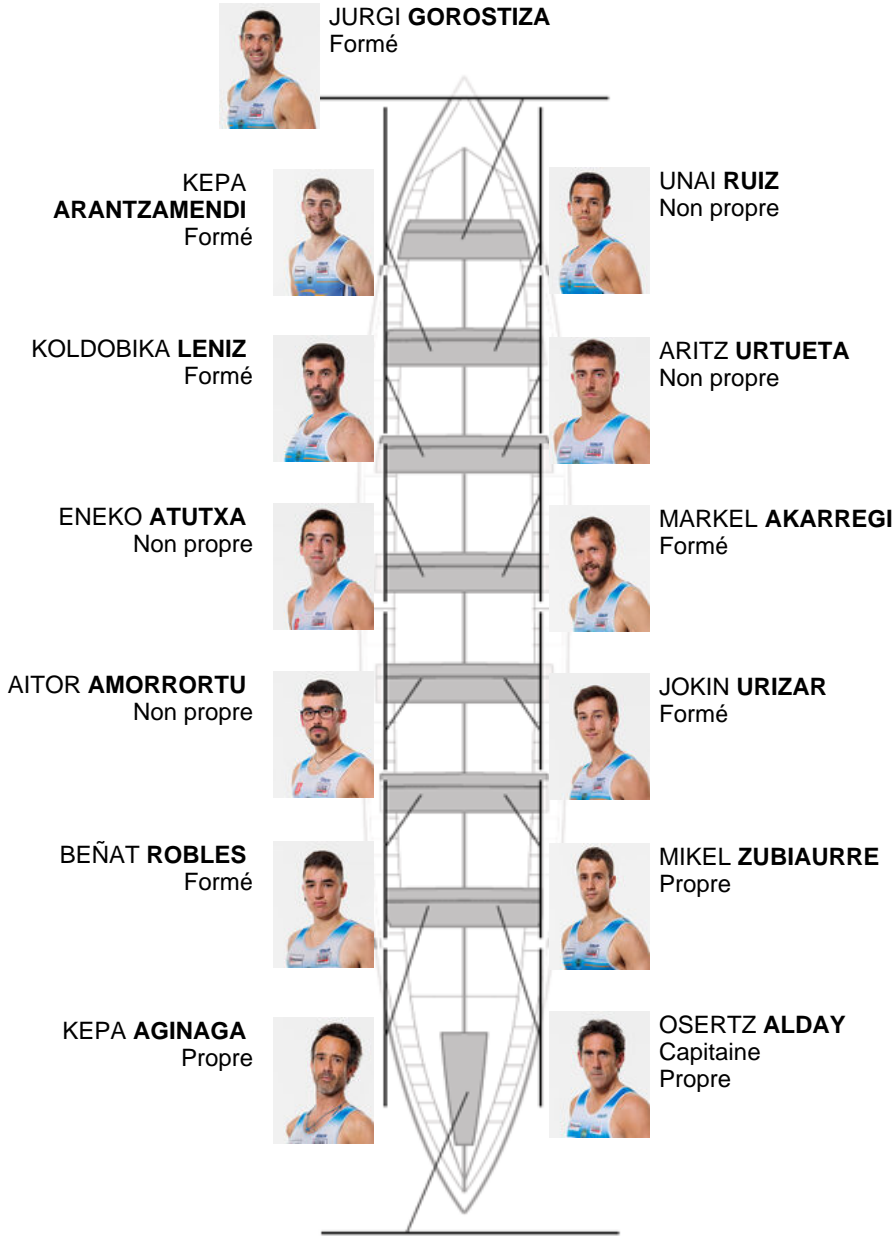 JURGI GOROSTIZA
Formé
KEPA
ARANTZAMENDI
Formé
UNAI RUIZ
Non propre
KOLDOBIKA LENIZ
Formé
ARITZ URTUETA
Non propre
ENEKO ATUTXA
Non propre
MARKEL AKARREGI
Formé
AITOR AMORRORTU
Non propre
JOKIN URIZAR
Formé
BEÑAT ROBLES
Formé
MIKEL ZUBIAURRE
Propre
KEPA AGINAGA
Propre
OSERTZ ALDAY
Capitaine
Propre